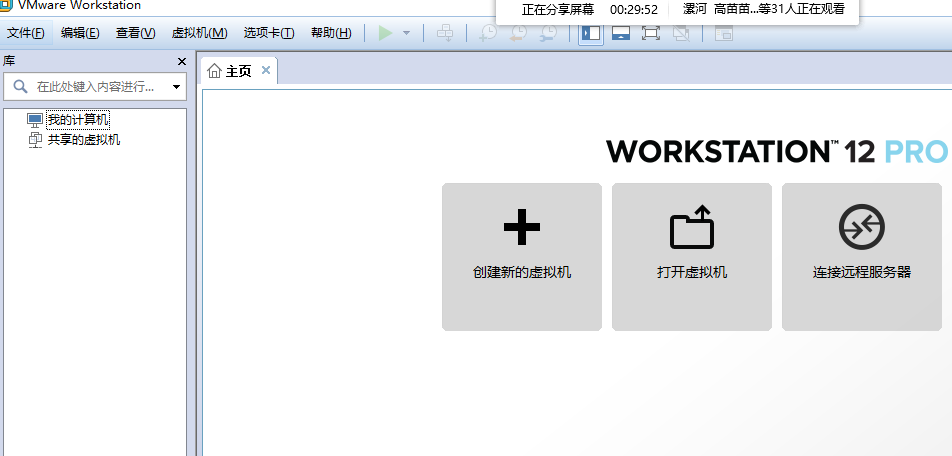 VMware Workstation
正在分享屏幕 00:29:52 漯河 高苗苗...等31人正在观看
文件(F) 编辑(E) 查看(V) 虚拟机(M) 选项卡(T) 帮助(H)
库
主页
在此处键入内容进行...
我的计算机
共享的虚拟机
WORKSTATION™ 12 PRO
创建新的虚拟机
打开虚拟机
连接远程服务器